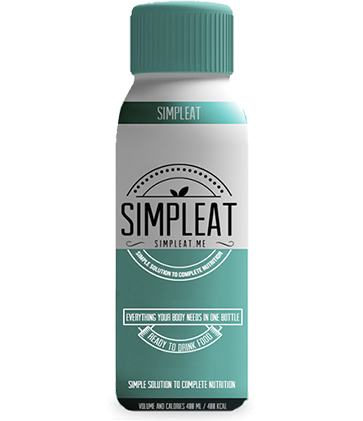 SIMPLEAT
SIMPLEAT
SIMPLEAT.ME
SIMPLE SOLUTION TO COMPLETE NUTRITION
EVERYTHING YOUR BODY NEEDS IN ONE BOTTLE
READY TO DRINK FOOD
SIMPLE SOLUTION TO COMPLETE NUTRITION
VOLUME AND CALORIES 400 ML / 400 KCAL